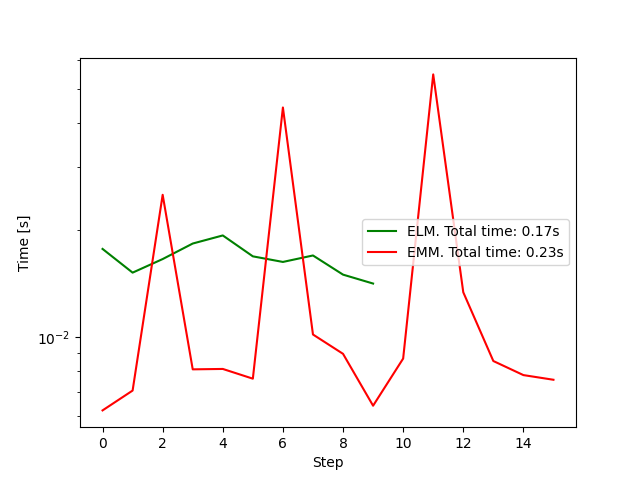 Time [s]
10⁻²
ELM. Total time: 0.17s
EMM. Total time: 0.23s
0 2 4 6 8 10 12 14
Step